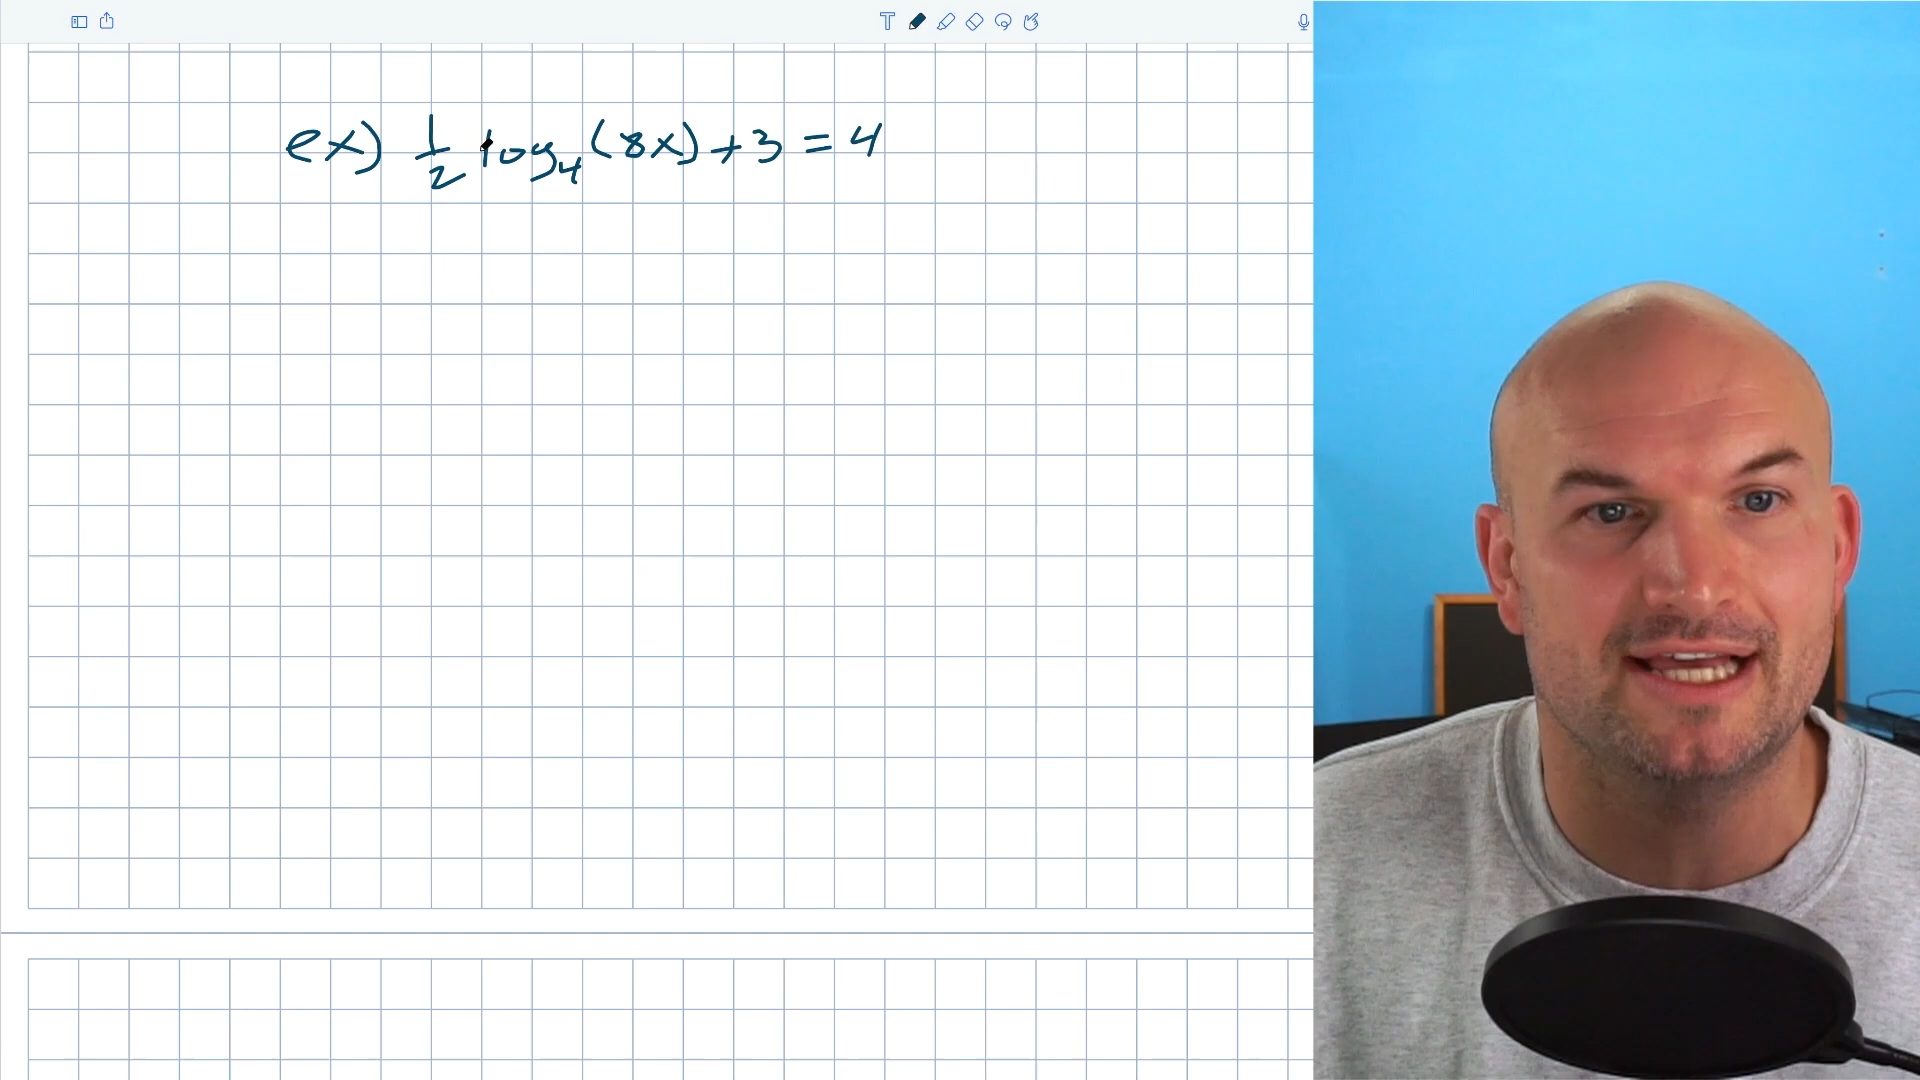 ex) 1/2 log₄(8x)+3 = 4